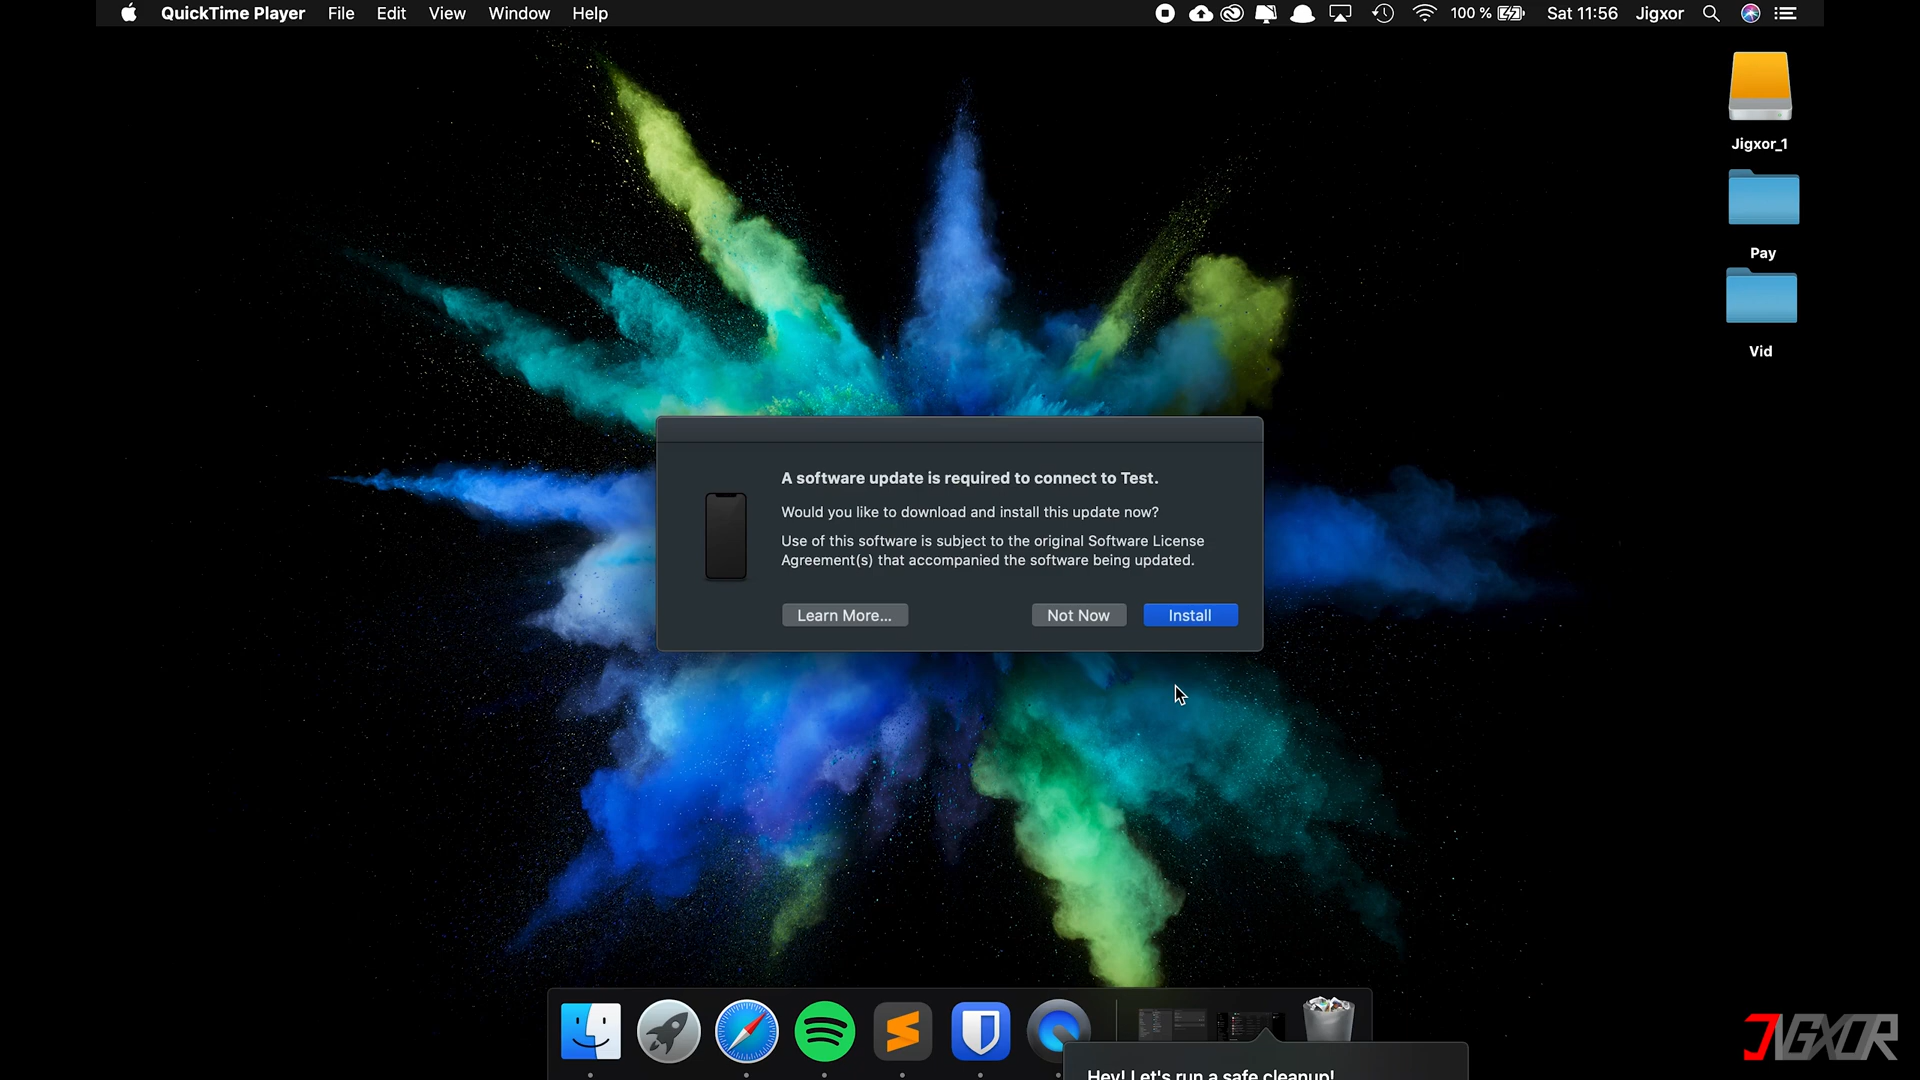 QuickTime Player File Edit View Window Help 100 % Sat 11:56 Jigxor
Jigxor_1
Pay
Vid
A software update is required to connect to Test.
Would you like to download and install this update now?
Use of this software is subject to the original Software License
Agreement(s) that accompanied the software being updated.
Learn More... Not Now Install
Hey! Let's run a safe cleanup!
JIGXOR